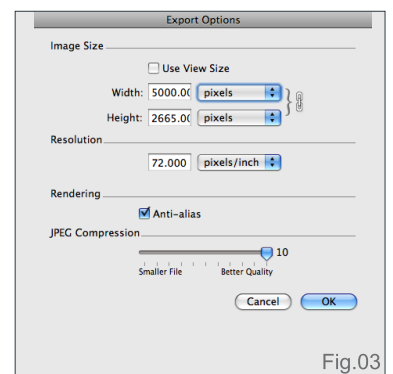 Export Options
Image Size
Use View Size
Width: 5000.00 pixels
Height: 2665.00 pixels
Resolution
72.000 pixels/inch
Rendering
Anti-alias
JPEG Compression
10
Smaller File Better Quality
Cancel OK
Fig.03